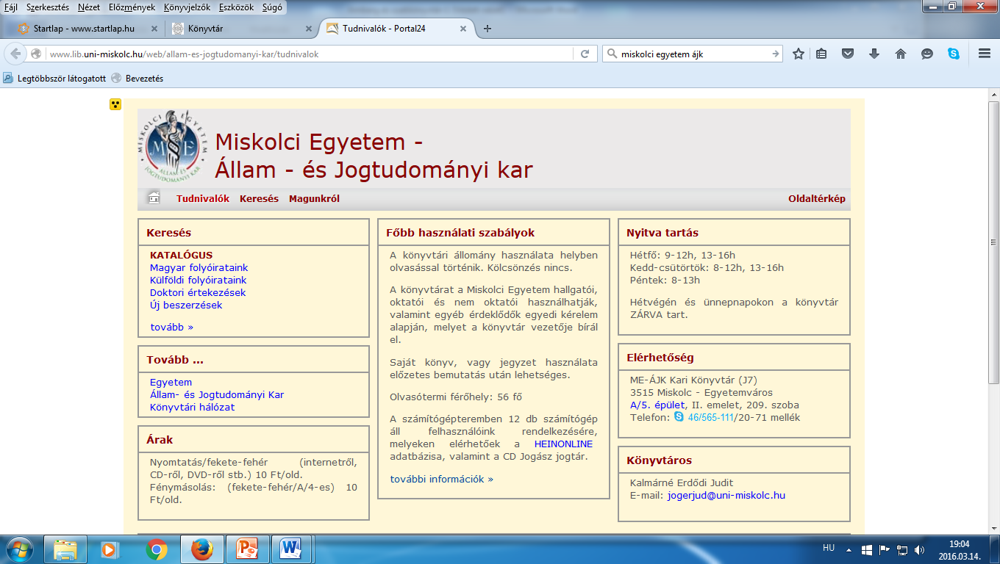 Fájl Szerkesztés Nézet Előzmények Könyvjelzők Eszközök Súgó
Startlap - www.startlap.hu
Könyvtár
Tudnivalók - Portal24
www.lib.uni-miskolc.hu/web/allam-es-jogtudomanyi-kar/tudnivalok
miskolci egyetem ájk
Legtöbbször látogatott
Bevezetés
MISKOLCI EGYETEM
ME
ÁLLAM ÉS JOGTUDOMÁNYI KAR
Miskolci Egyetem -
Állam - és Jogtudományi kar
Tudnivalók Keresés Magunkról
Oldaltérkép
Keresés
KATALÓGUS
Magyar folyóirataink
Külföldi folyóirataink
Doktori értekezések
Új beszerzések
tovább »
Tovább ...
Egyetem
Állam- és Jogtudományi Kar
Könyvtári hálózat
Árak
Nyomtatás/fekete-fehér (internetről,
CD-ről, DVD-ről stb.) 10 Ft/old.
Fénymásolás: (fekete-fehér/A/4-es) 10
Ft/old.
Főbb használati szabályok
A könyvtári állomány használata helyben
olvasással történik. Kölcsönzés nincs.
A könyvtárat a Miskolci Egyetem hallgatói,
oktatói és nem oktatói használhatják,
valamint egyéb érdeklődők egyedi kérelem
alapján, melyet a könyvtár vezetője bírál
el.
Saját könyv, vagy jegyzet használata
előzetes bemutatás után lehetséges.
Olvasótermi férőhely: 56 fő
A számítógépteremben 12 db számítógép
áll felhasználóink rendelkezésére,
melyeken elérhetőek a HEINONLINE
adatbázisa, valamint a CD Jogász jogtár.
további információk »
Nyitva tartás
Hétfő: 9-12h, 13-16h
Kedd-csütörtök: 8-12h, 13-16h
Péntek: 8-13h
Hétvégén és ünnepnapokon a könyvtár
ZÁRVA tart.
Elérhetőség
ME-ÁJK Kari Könyvtár (J7)
3515 Miskolc - Egyetemváros
A/5. épület, II. emelet, 209. szoba
Telefon: 46/565-111/20-71 mellék
Könyvtáros
Kalmárné Erdődi Judit
E-mail: jogerjud@uni-miskolc.hu
HU
19:04
2016.03.14.